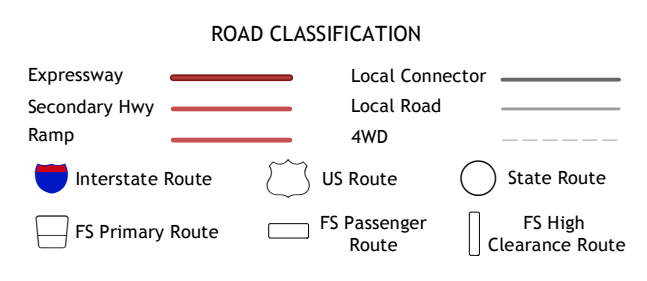 ROAD CLASSIFICATION
Expressway
Local Connector
Secondary Hwy
Local Road
Ramp
4WD
Interstate Route
US Route
State Route
FS Primary Route
FS Passenger
Route
FS High
Clearance Route